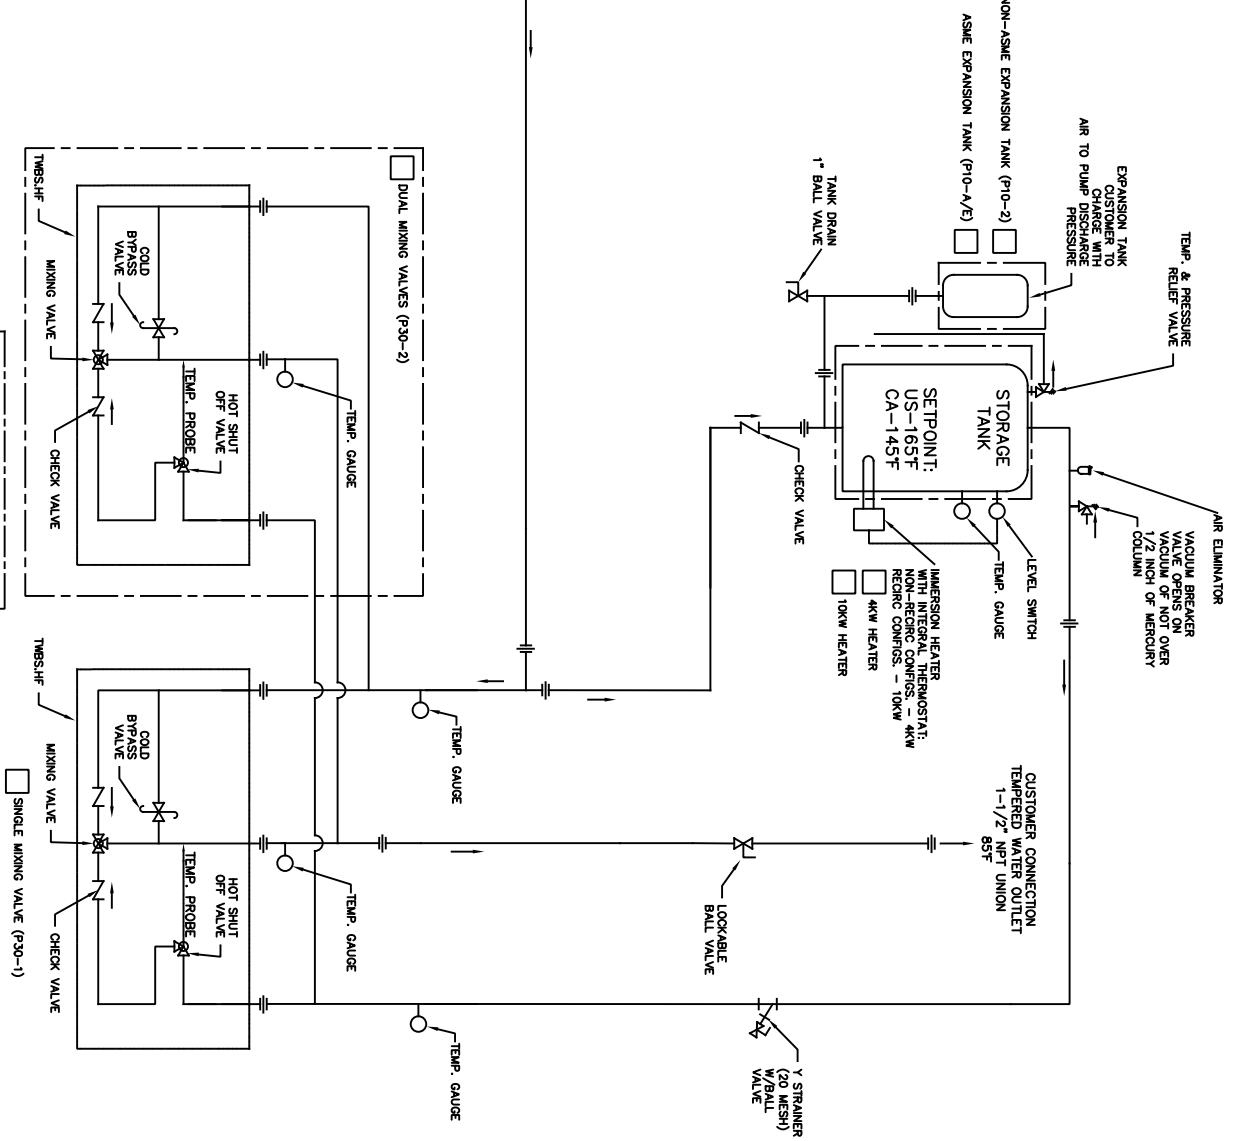 NON-ASME EXPANSION TANK (P10-2)
ASME EXPANSION TANK (P10-A/E)
EXPANSION TANK
CUSTOMER TO
CHARGE WITH
AIR TO PUMP DISCHARGE
PRESSURE
TEMP. & PRESSURE
RELIEF VALVE
TANK DRAIN
1" BALL VALVE
STORAGE
TANK
SETPOINT:
US-165°F
CA-145°F
AIR ELIMINATOR
VACUUM BREAKER
VALVE OPENS ON
VACUUM OF NOT OVER
1/2 INCH OF MERCURY
COLUMN
LEVEL SWITCH
TEMP. GAUGE
IMMERSION HEATER
WITH INTEGRAL THERMOSTAT:
NON-RECIRC CONFIGS. - 4KW
RECIRC CONFIGS. - 10KW
4KW HEATER
10KW HEATER
CHECK VALVE
CUSTOMER CONNECTION
TEMPERED WATER OUTLET
1-1/2" NPT UNION
85°F
LOCKABLE
BALL VALVE
Y STRAINER
(20 MESH)
W/BALL
VALVE
TEMP. GAUGE
TEMP. GAUGE
DUAL MIXING VALVES (P30-2)
TEMP. GAUGE
HOT SHUT
OFF VALVE
TEMP. PROBE
COLD
BYPASS
VALVE
MIXING VALVE
CHECK VALVE
TWBS.HF
TEMP. GAUGE
HOT SHUT
OFF VALVE
TEMP. PROBE
COLD
BYPASS
VALVE
MIXING VALVE
CHECK VALVE
TWBS.HF
SINGLE MIXING VALVE (P30-1)